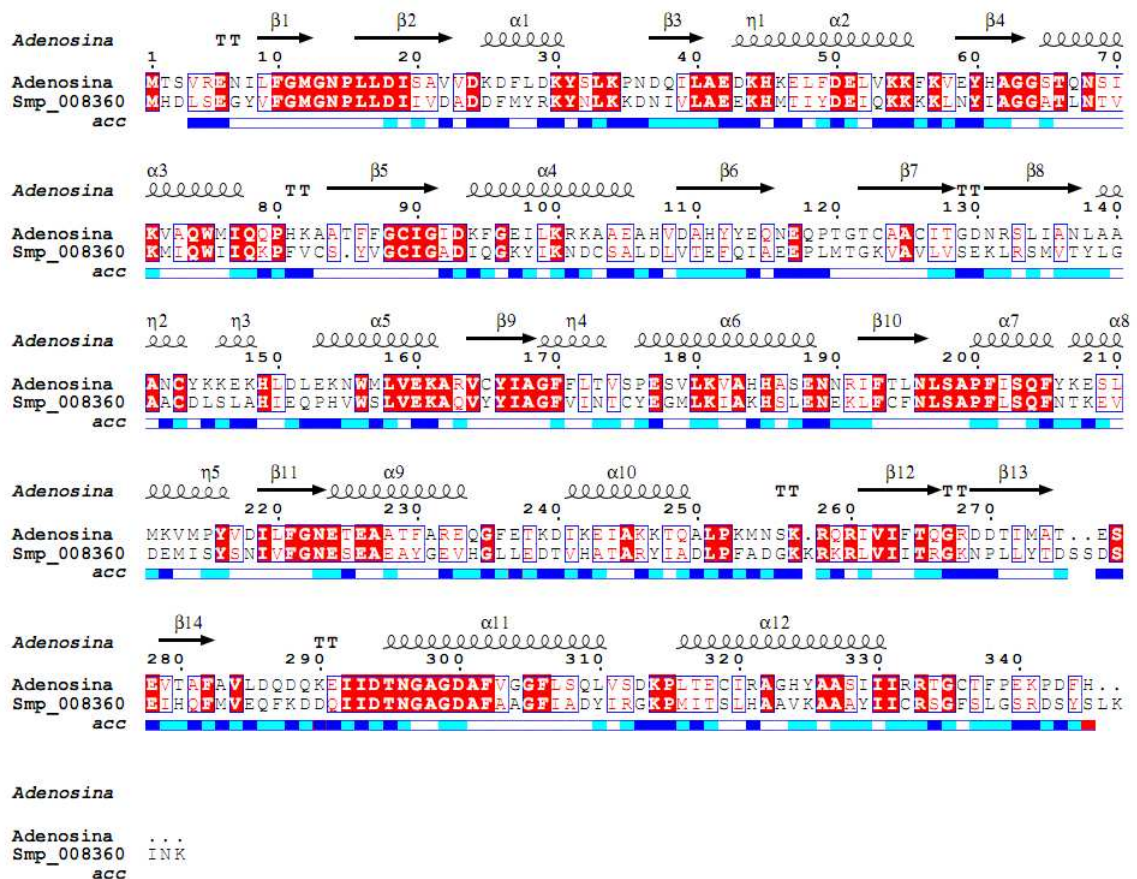 β1 β2 α1 β3 η1 α2 β4
Adenosina TT
1 10 20 30 40 50 60 70
Adenosina MTSVRENILFGMGNPLLDISAVVDKDFLDKYSLKPNDQILAEDKHKELFDELVKKFKVEYHAGGSTQNSI
Smp_008360 MHDLSEGYVFGMGNPLLDIIVDADDFMYRKYNLKKDNIVLAEEKHMTIYDEIQKKKKLNYIAGGATLNTV
acc
α3 β5 α4 β6 β7 β8
Adenosina TT TT
80 90 100 110 120 130 140
Adenosina KVAQWMIQQPHKAATFFGCIGIDKFGEILKRKAAEAHVDAHYYEQNEQPTGTCAACITGDNRSLIANLAA
Smp_008360 KMIQWIIQKPFVCS.YVGCIGADIQGKYIKNDCSALDLVTEFQIAEEPLMTGKVAVLVSEKLRSMVTYLG
acc
η2 η3 α5 β9 η4 α6 β10 α7 α8
Adenosina
150 160 170 180 190 200 210
Adenosina ANCYKKEKHLDLEKNWMLVEKARVCYIAGFFLTVSPESVLKVAHHASENNRIFTLNLSAPFISQFYKESL
Smp_008360 AACDLSLAHIEQPHVWSLVEKAQVYYIAGFVINTCYEGMLKIAKHSLENEKLFCFNLSAPFLSQFNTKEV
acc
η5 β11 α9 α10 β12 β13
Adenosina TT TT
220 230 240 250 260 270
Adenosina MKVMPYVDILFGNETEAATFAREQGFETKDIKEIAKKTQALPKMNSK.RQRIVIFTQGRDDTIMAT..ES
Smp_008360 DEMISYSNIVFGNESEAEAYGEVHGLLEDTVHATARYIADLPFADGKKRKRLVIITRGKNPLLYTDSSDS
acc
β14 α11 α12
Adenosina TT
280 290 300 310 320 330 340
Adenosina EVTAFAVLDQDQKEIIDTNGAGDAFVGGFLSQLVSDKPLTECIRAGHYAASIIIRRTGCTFPEKPDFH..
Smp_008360 EIHQFMVEQFKDDQIIDTNGAGDAFAAGFIADYIRGKPMITSLHAAVKAAAYIICRSGFSLGSRDSYSLK
acc
Adenosina
Adenosina ...
Smp_008360 INK
acc